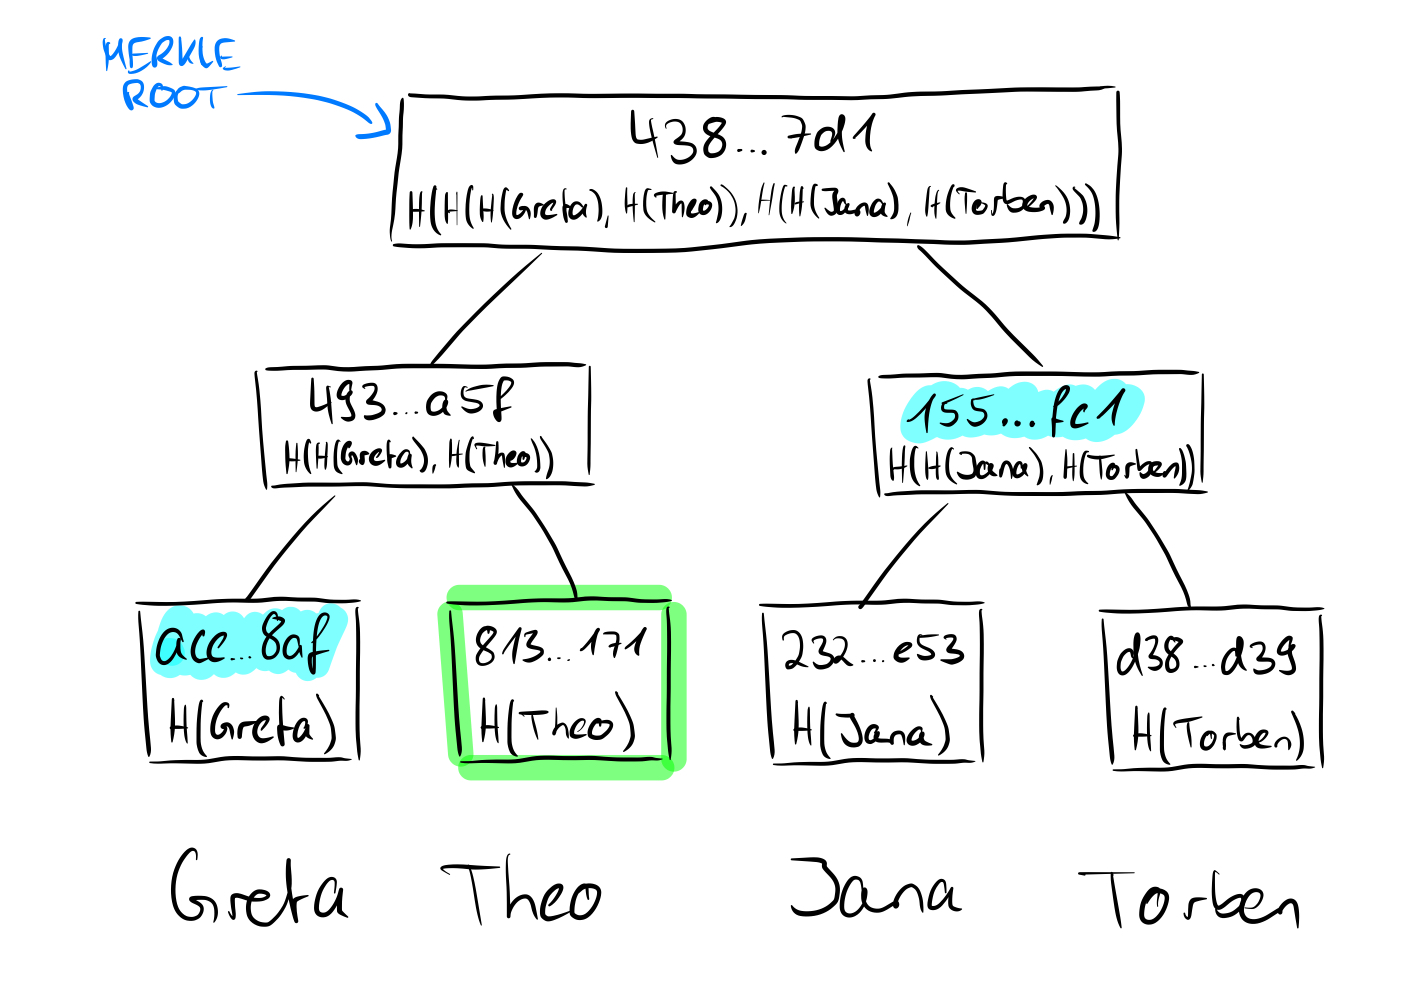 MERKLE
ROOT
438...7d1
H(H(H(Greta), H(Theo)), H(H(Jana), H(Torben)))
493...a5f
H(H(Greta), H(Theo))
155...fc1
H(H(Jana), H(Torben))
acc...8af
H(Greta)
813...171
H(Theo)
232...e53
H(Jana)
d38...d39
H(Torben)
Greta
Theo
Jana
Torben